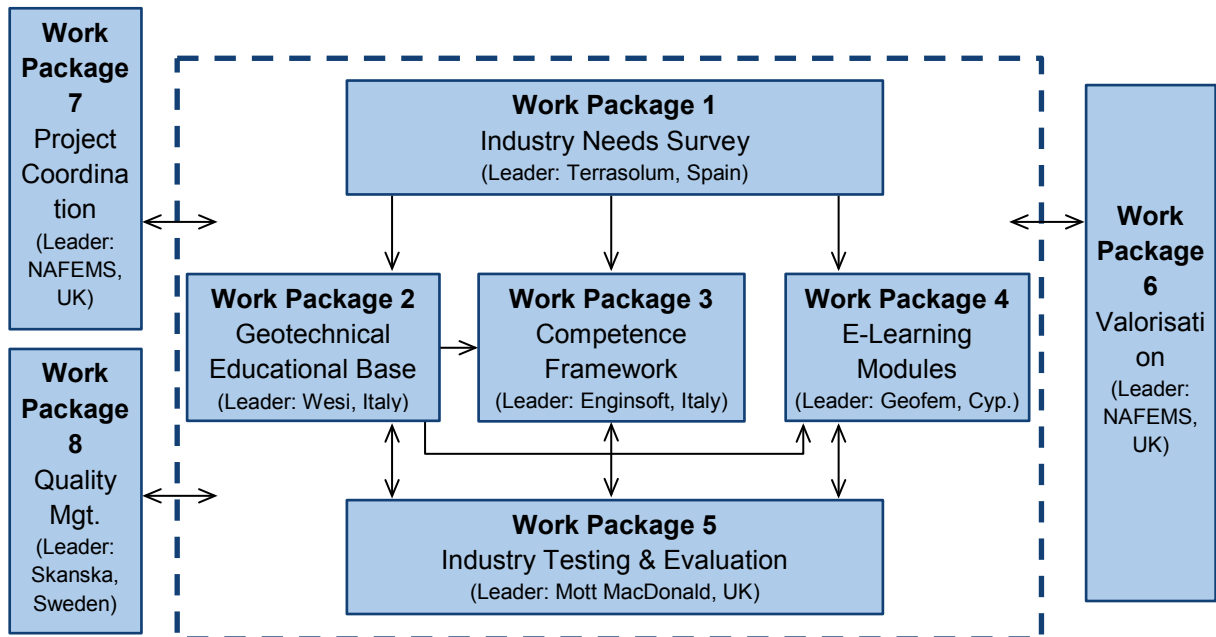 Work
Package
7
Project
Coordina
tion
(Leader:
NAFEMS,
UK)
Work
Package
8
Quality
Mgt.
(Leader:
Skanska,
Sweden)
Work Package 1
Industry Needs Survey
(Leader: Terrasolum, Spain)
Work Package 2
Geotechnical
Educational Base
(Leader: Wesi, Italy)
Work Package 3
Competence
Framework
(Leader: Enginsoft, Italy)
Work Package 4
E-Learning
Modules
(Leader: Geofem, Cyp.)
Work Package 5
Industry Testing & Evaluation
(Leader: Mott MacDonald, UK)
Work
Package
6
Valorisati
on
(Leader:
NAFEMS,
UK)